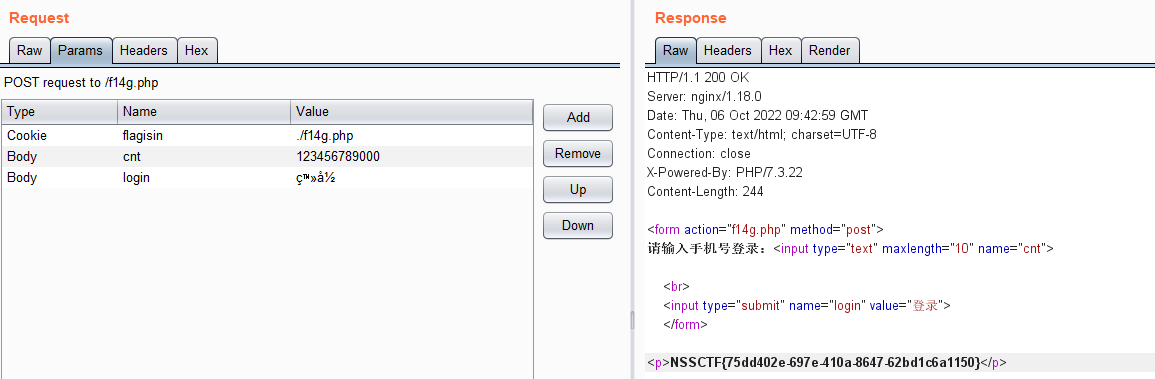 Request
Raw Params Headers Hex
POST request to /f14g.php
Type Name Value
Cookie flagisin ./f14g.php
Body cnt 123456789000
Body login ç™»å½
Add
Remove
Up
Down
Response
Raw Headers Hex Render
HTTP/1.1 200 OK
Server: nginx/1.18.0
Date: Thu, 06 Oct 2022 09:42:59 GMT
Content-Type: text/html; charset=UTF-8
Connection: close
X-Powered-By: PHP/7.3.22
Content-Length: 244
<form action="f14g.php" method="post">
请输入手机号登录：<input type="text" maxlength="10" name="cnt">
<br>
<input type="submit" name="login" value="登录">
</form>
<p>NSSCTF{75dd402e-697e-410a-8647-62bd1c6a1150}</p>